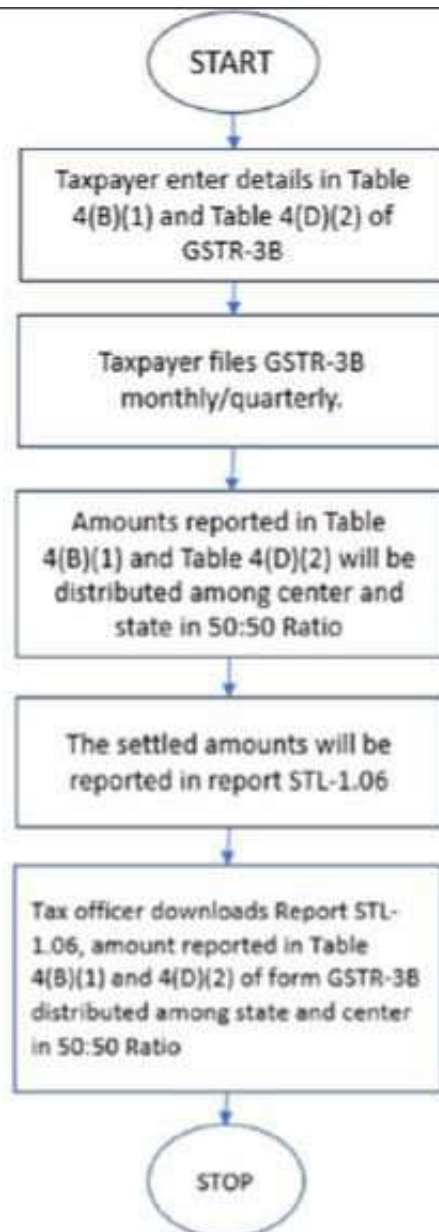 START
Taxpayer enter details in Table
4(B)(1) and Table 4(D)(2) of
GSTR-3B
Taxpayer files GSTR-3B
monthly/quarterly.
Amounts reported in Table
4(B)(1) and Table 4(D)(2) will be
distributed among center and
state in 50:50 Ratio
The settled amounts will be
reported in report STL-1.06
Tax officer downloads Report STL-
1.06, amount reported in Table
4(B)(1) and 4(D)(2) of form GSTR-3B
distributed among state and center
in 50:50 Ratio
STOP